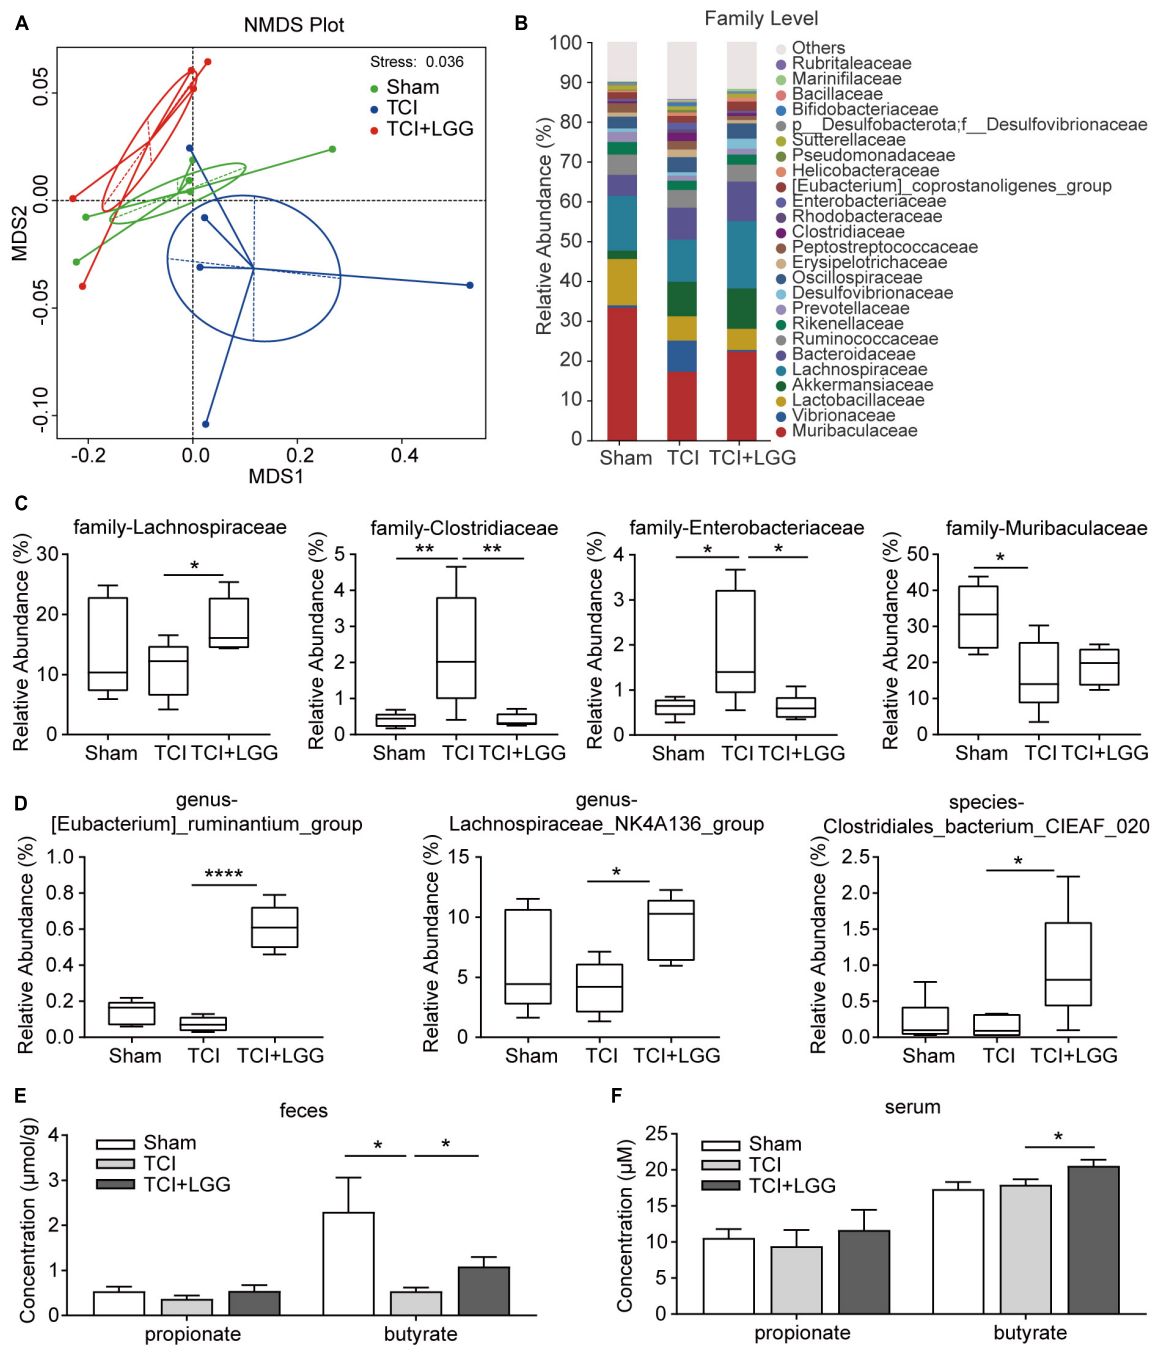 A
NMDS Plot
Stress: 0.036
Sham
TCI
TCI+LGG
MDS2
0.05
0.00
-0.05
-0.10
-0.2
0.0
0.2
0.4
MDS1
B
Family Level
Relative Abundance (%)
100
90
80
70
60
50
40
30
20
10
0
Sham
TCI
TCI+LGG
Others
Rubritaleaceae
Marinifilaceae
Bacillaceae
Bifidobacteriaceae
p__Desulfobacterota;f__Desulfovibrionaceae
Sutterellaceae
Pseudomonadaceae
Helicobacteraceae
[Eubacterium]_coprostanoligenes_group
Enterobacteriaceae
Rhodobacteraceae
Clostridiaceae
Peptostreptococcaceae
Erysipelotrichaceae
Oscillospiraceae
Desulfovibrionaceae
Prevotellaceae
Rikenellaceae
Ruminococcaceae
Bacteroidaceae
Lachnospiraceae
Akkermansiaceae
Lactobacillaceae
Vibrionaceae
Muribaculaceae
C
family-Lachnospiraceae
Relative Abundance (%)
30
20
10
0
*
Sham
TCI
TCI+LGG
family-Clostridiaceae
Relative Abundance (%)
5
4
3
2
1
0
**
**
Sham
TCI
TCI+LGG
family-Enterobacteriaceae
Relative Abundance (%)
4
3
2
1
0
*
*
Sham
TCI
TCI+LGG
family-Muribaculaceae
Relative Abundance (%)
50
40
30
20
10
0
*
Sham
TCI
TCI+LGG
D
genus-
[Eubacterium]_ruminantium_group
Relative Abundance (%)
1.0
0.8
0.6
0.4
0.2
0.0
****
Sham
TCI
TCI+LGG
genus-
Lachnospiraceae_NK4A136_group
Relative Abundance (%)
15
10
5
0
*
Sham
TCI
TCI+LGG
species-
Clostridiales_bacterium_CIEAF_020
Relative Abundance (%)
2.5
2.0
1.5
1.0
0.5
0.0
*
Sham
TCI
TCI+LGG
E
feces
Concentration (μmol/g)
4
3
2
1
0
Sham
TCI
TCI+LGG
*
*
propionate
butyrate
F
serum
Concentration (μM)
25
20
15
10
5
0
Sham
TCI
TCI+LGG
*
propionate
butyrate